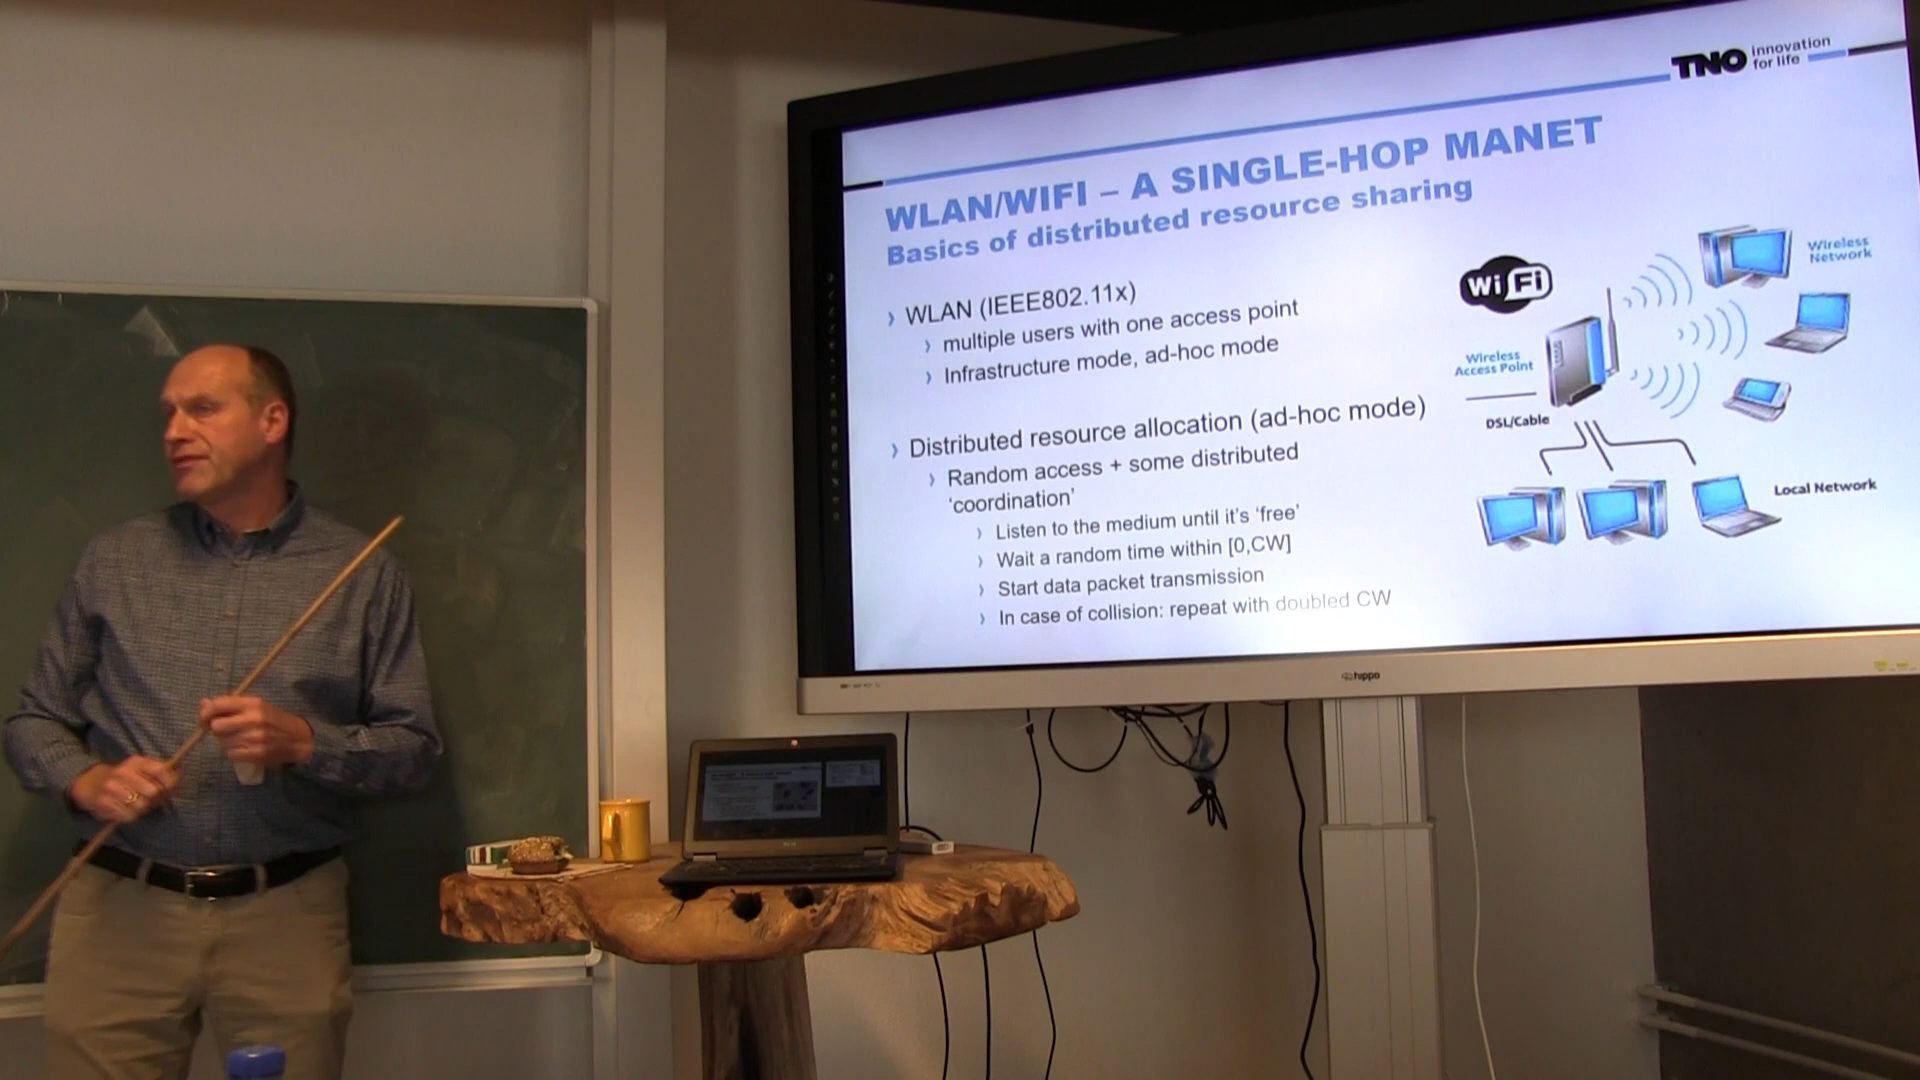 TNO innovation
for life
WLAN/WIFI – A SINGLE-HOP MANET
Basics of distributed resource sharing
WLAN (IEEE802.11x)
multiple users with one access point
Infrastructure mode, ad-hoc mode
Distributed resource allocation (ad-hoc mode)
Random access + some distributed
‘coordination’
Listen to the medium until it's ‘free’
Wait a random time within [0,CW]
Start data packet transmission
In case of collision: repeat with doubled CW
WiFi
Wireless
Network
Wireless
Access Point
DSL/Cable
Local Network
hippo